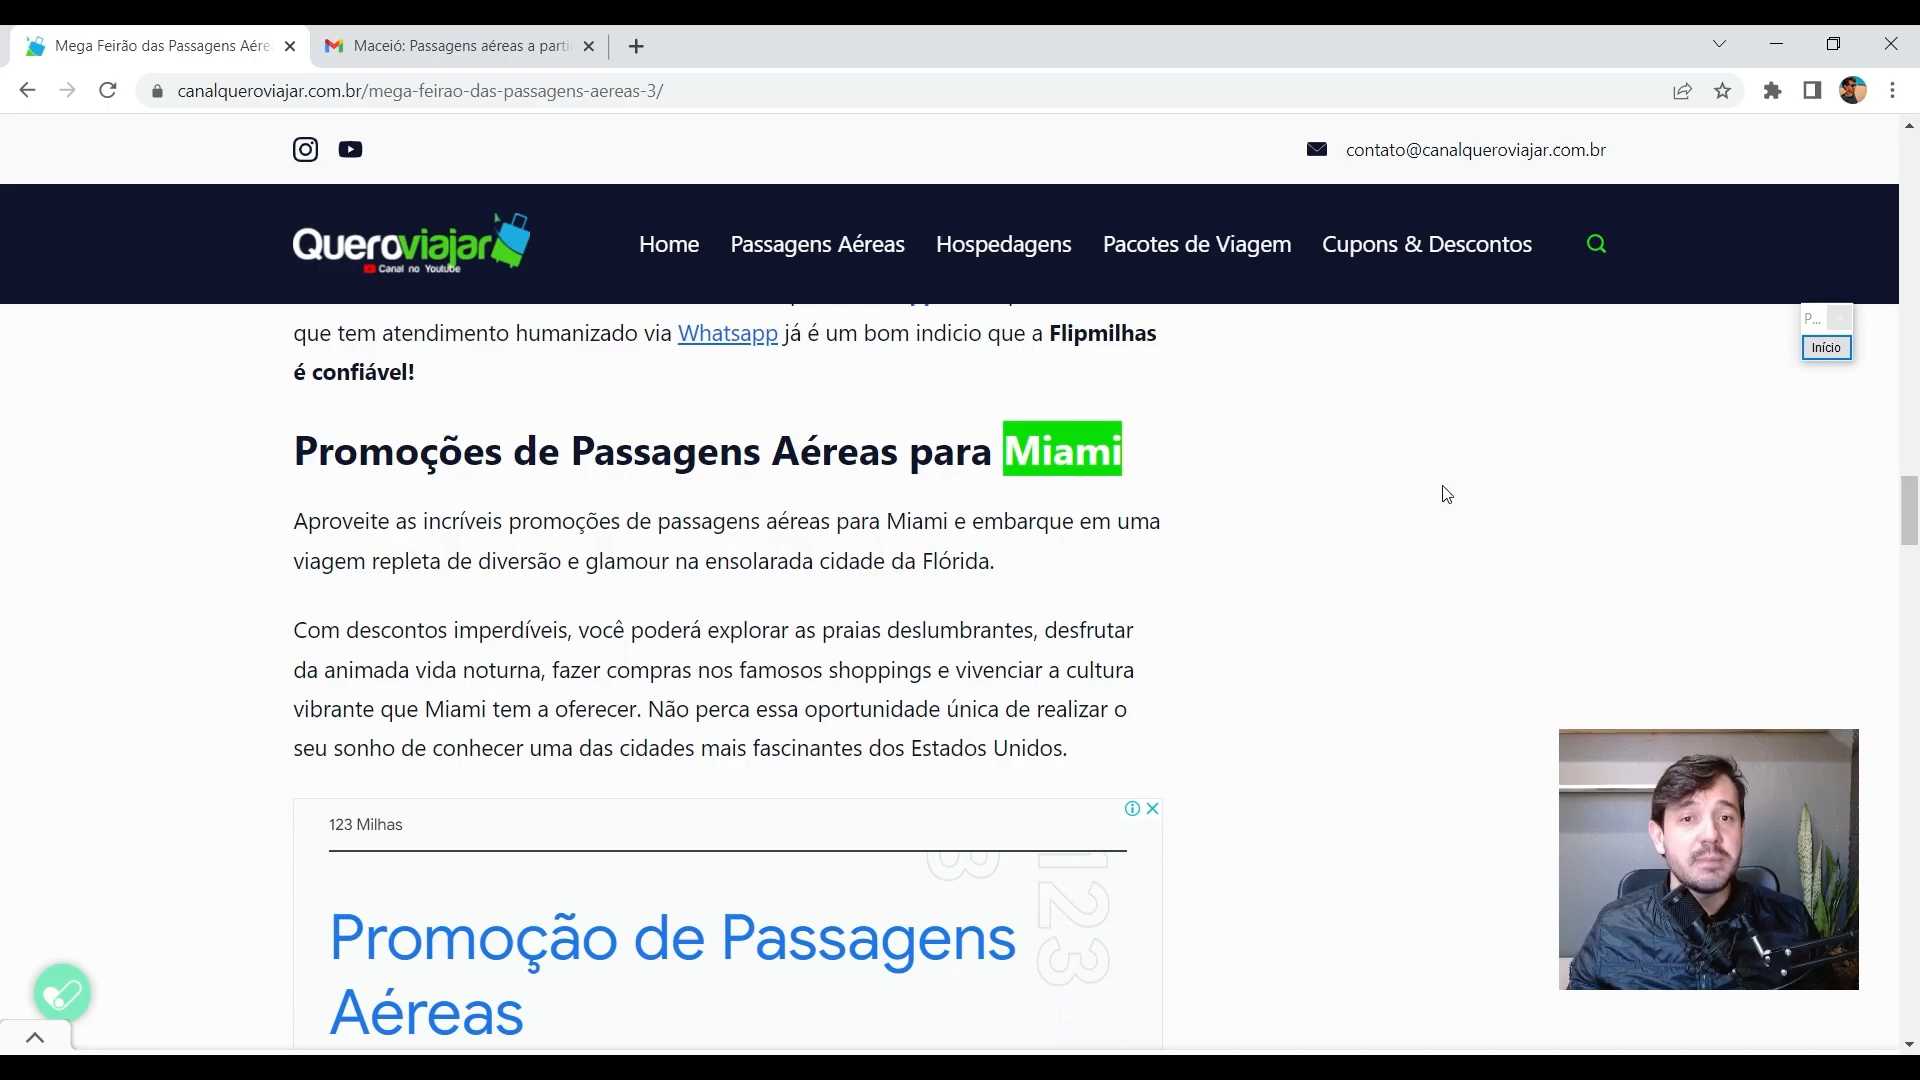 Mega Feirão das Passagens Aére
Maceió: Passagens aéreas a parti
canalqueroviajar.com.br/mega-feirao-das-passagens-aereas-3/
contato@canalqueroviajar.com.br
Queroviajar
Canal no Youtube
Home
Passagens Aéreas
Hospedagens
Pacotes de Viagem
Cupons & Descontos
P...
Início
que tem atendimento humanizado via Whatsapp já é um bom indicio que a Flipmilhas
é confiável!
Promoções de Passagens Aéreas para Miami
Aproveite as incríveis promoções de passagens aéreas para Miami e embarque em uma
viagem repleta de diversão e glamour na ensolarada cidade da Flórida.
Com descontos imperdíveis, você poderá explorar as praias deslumbrantes, desfrutar
da animada vida noturna, fazer compras nos famosos shoppings e vivenciar a cultura
vibrante que Miami tem a oferecer. Não perca essa oportunidade única de realizar o
seu sonho de conhecer uma das cidades mais fascinantes dos Estados Unidos.
123 Milhas
123
Promoção de Passagens
Aéreas